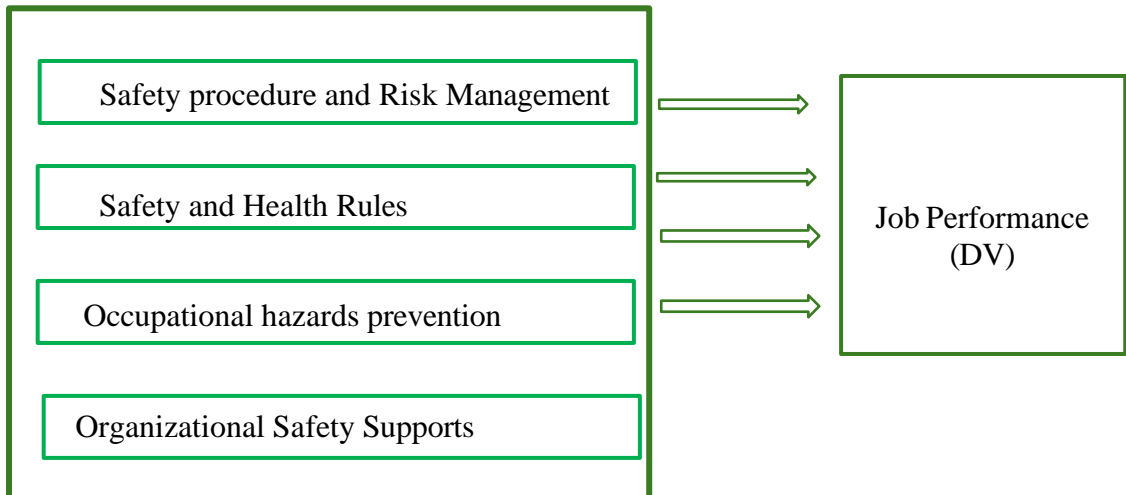 Safety procedure and Risk Management
Safety and Health Rules
Occupational hazards prevention
Organizational Safety Supports
Job Performance
(DV)